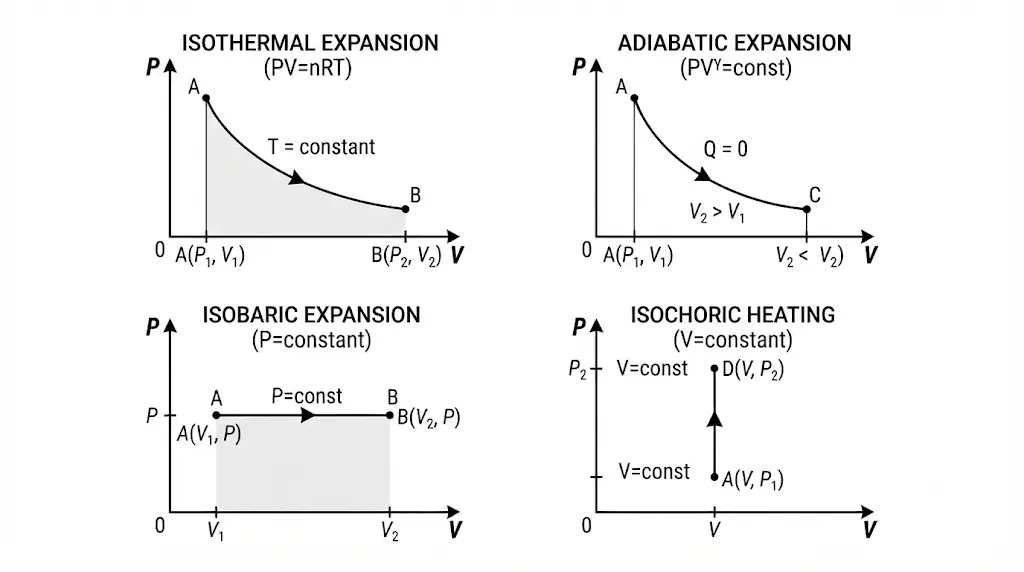 ISOTHERMAL EXPANSION
(PV=nRT)
P
A
T = constant
B
0
A(P₁, V₁)
B(P₂, V₂)
V
ADIABATIC EXPANSION
(PVᵞ=const)
P
A
Q = 0
V₂ > V₁
C
0
A(P₁, V₁)
V₂ < V₂)
V
ISOBARIC EXPANSION
(P=constant)
P
A
P=const
B
P
A(V₁, P)
B(V₂, P)
0
V₁
V₂
V
ISOCHORIC HEATING
(V=constant)
P
P₂
V=const
D(V, P₂)
V=const
A(V, P₁)
0
V
V